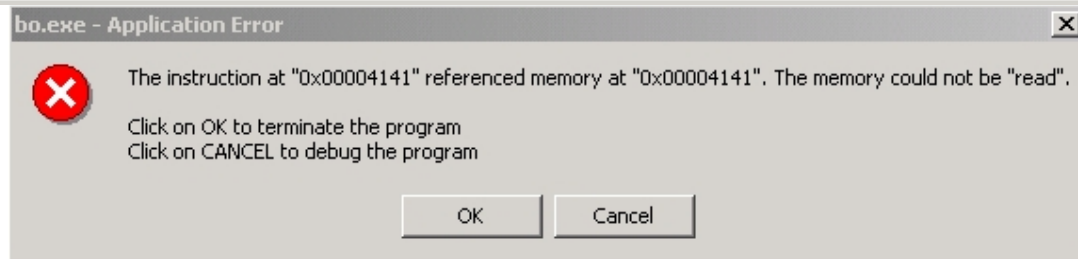 bo.exe - Application Error
The instruction at "0x00004141" referenced memory at "0x00004141". The memory could not be "read".
Click on OK to terminate the program
Click on CANCEL to debug the program
OK
Cancel